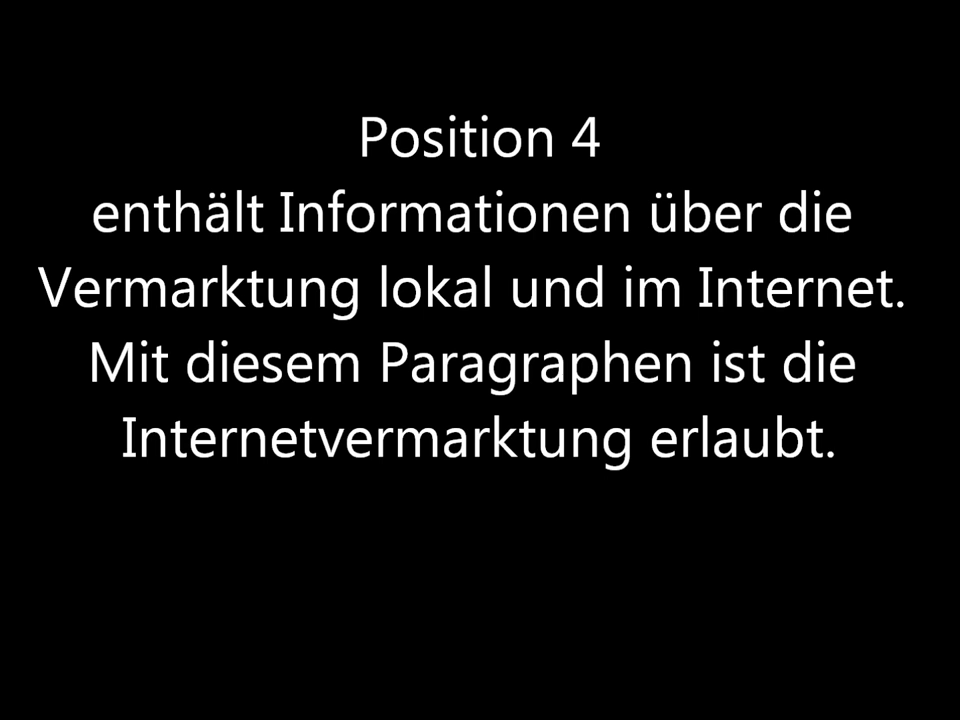 Position 4
enthält Informationen über die
Vermarktung lokal und im Internet.
Mit diesem Paragraphen ist die
Internetvermarktung erlaubt.